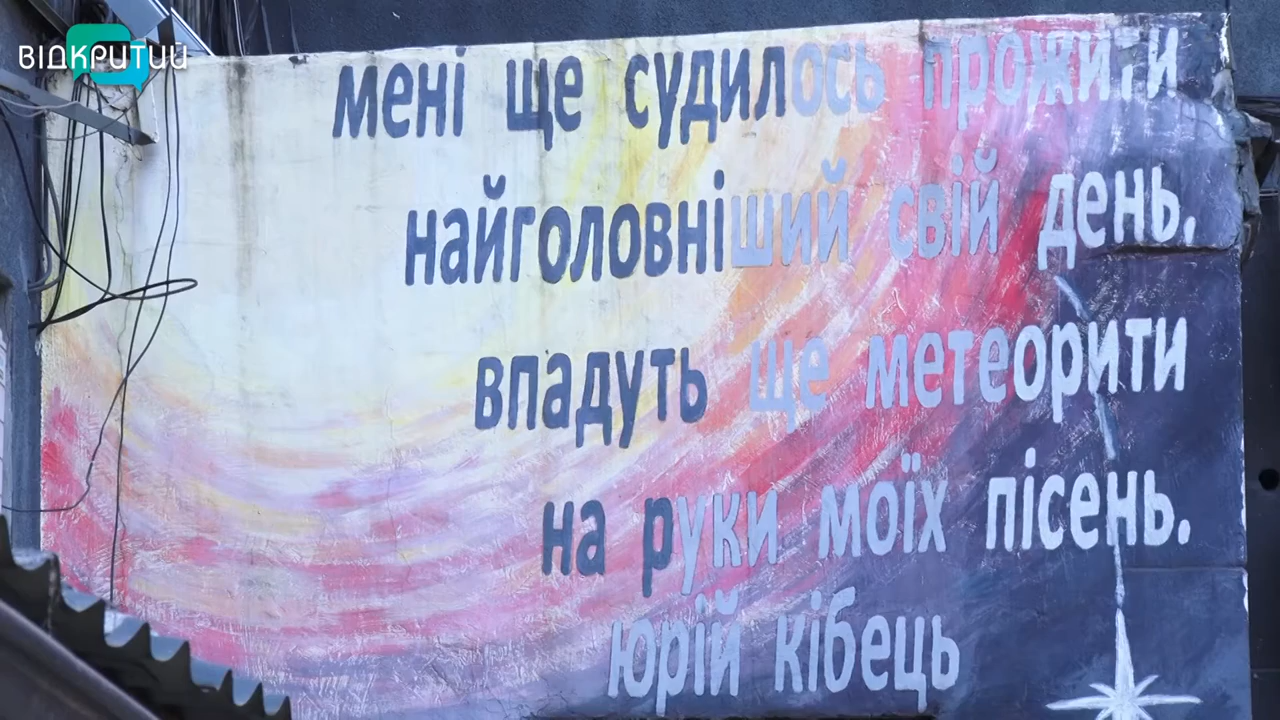 ВІДКРИТИЙ
мені ще судилось прожити
найголовніший свій день,
впадуть ще метеорити
на руки моїх пісень.
юрій кібець